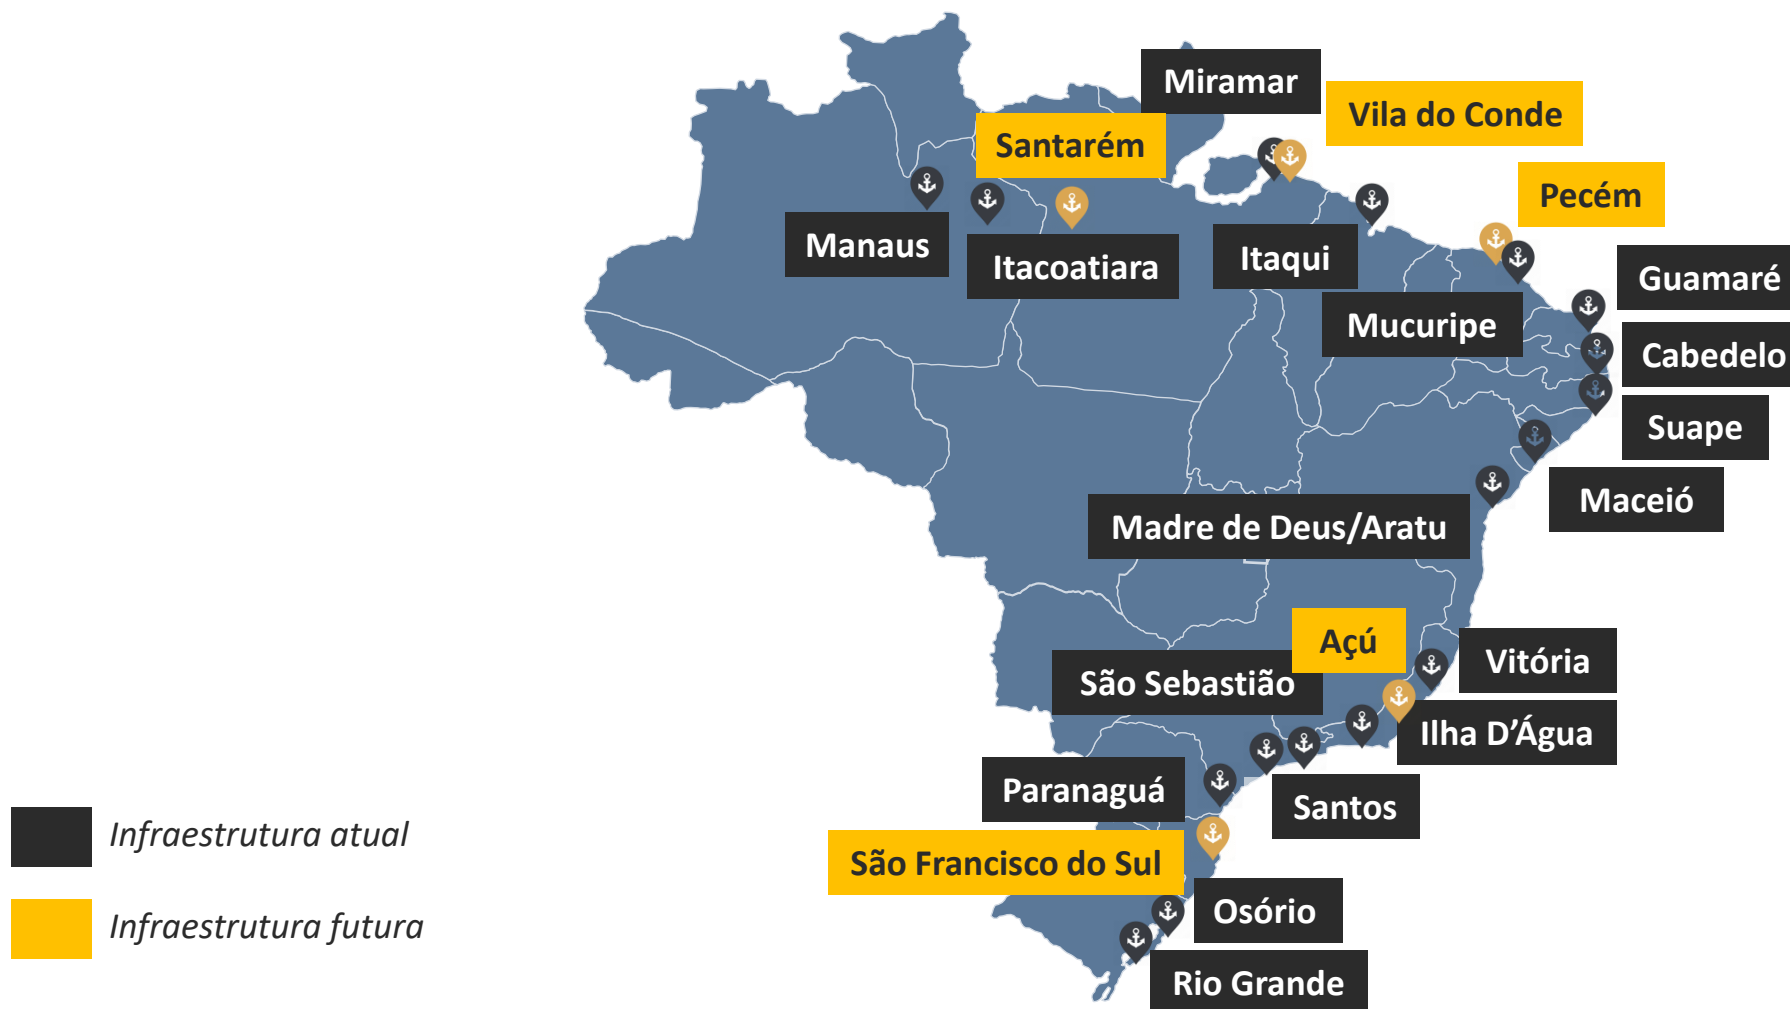 Miramar
Vila do Conde
Santarém
Pecém
Manaus
Itacoatiara
Itaqui
Guamaré
Mucuripe
Cabedelo
Suape
Maceió
Madre de Deus/Aratu
Açú
Vitória
São Sebastião
Ilha D’Água
Paranaguá
Santos
São Francisco do Sul
Osório
Rio Grande
Infraestrutura atual
Infraestrutura futura